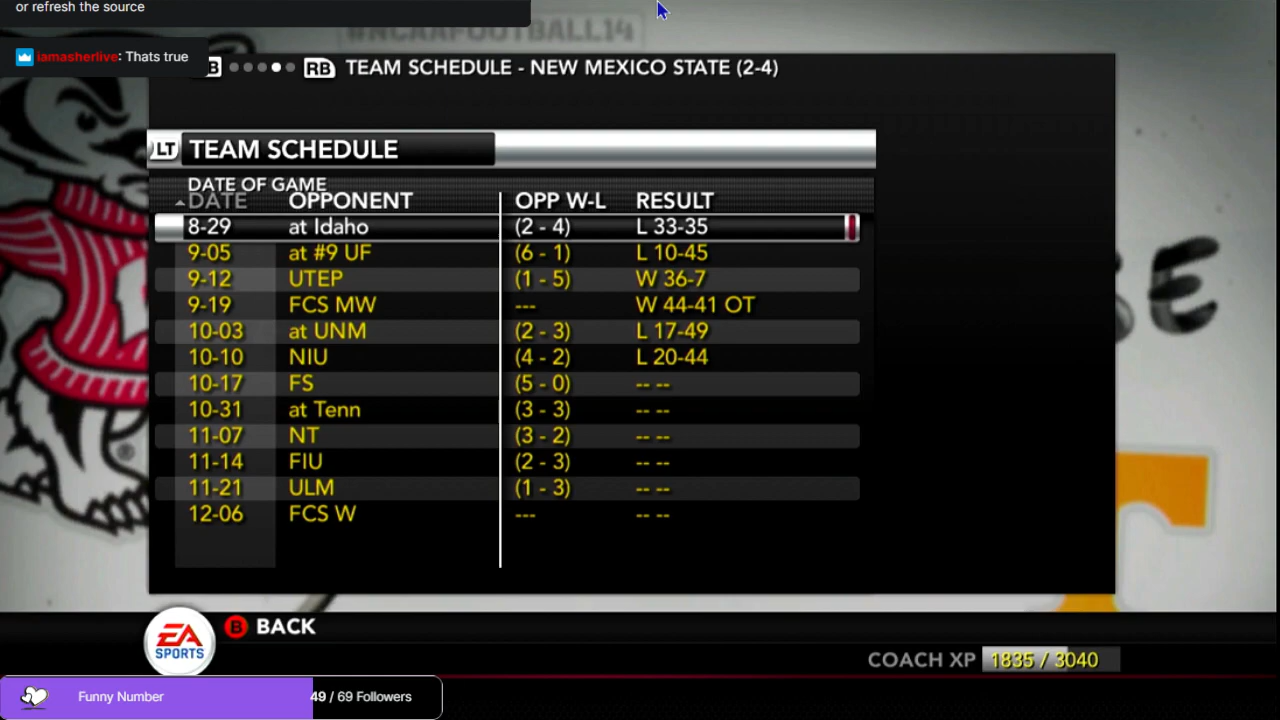 or refresh the source
#NCAAFOOTBALL14
iamasherlive: Thats true
B RB TEAM SCHEDULE - NEW MEXICO STATE (2-4)
LT TEAM SCHEDULE
DATE OF GAME
DATE OPPONENT OPP W-L RESULT
8-29 at Idaho (2 - 4) L 33-35
9-05 at #9 UF (6 - 1) L 10-45
9-12 UTEP (1 - 5) W 36-7
9-19 FCS MW --- W 44-41 OT
10-03 at UNM (2 - 3) L 17-49
10-10 NIU (4 - 2) L 20-44
10-17 FS (5 - 0) -- --
10-31 at Tenn (3 - 3) -- --
11-07 NT (3 - 2) -- --
11-14 FIU (2 - 3) -- --
11-21 ULM (1 - 3) -- --
12-06 FCS W --- -- --
EA SPORTS
B BACK
COACH XP 1835 / 3040
Funny Number 49 / 69 Followers